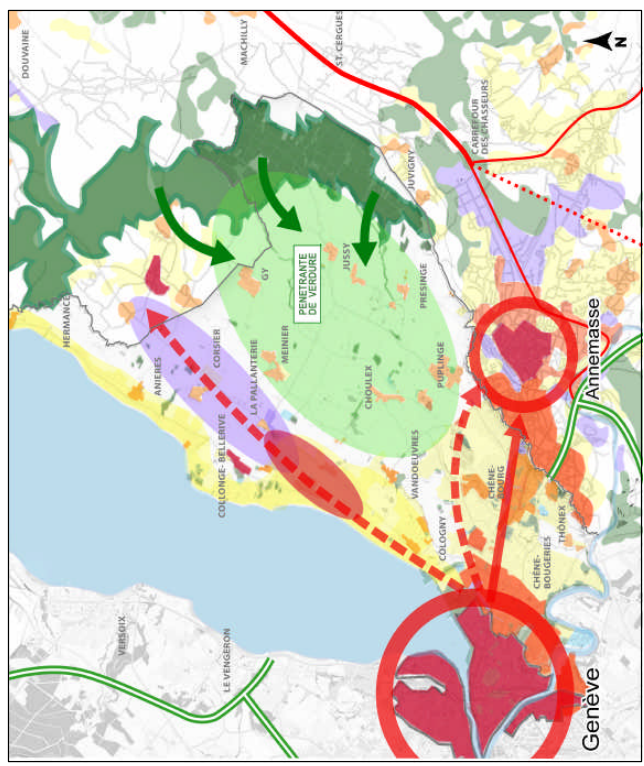 DOUVAINE
MACHILLY
ST. CERGUES
N
HERMANCE
CARREFOUR
DES CHASSEURS
JUVIGNY
ANIERES
CORSIER
GY
PENETRANTE
DE VERDURE
JUSSY
PRESINGE
LA PALLANTERIE
MEINIER
COLLONGE- BELLERIVE
CHOULEX
PUPLINGE
Annemasse
VANDOEUVRES
COLOGNY
CHÊNE-
BOURG
THÔNEX
CHÊNE-
BOUGERIES
VERSOIX
LE VENGERON
Genève